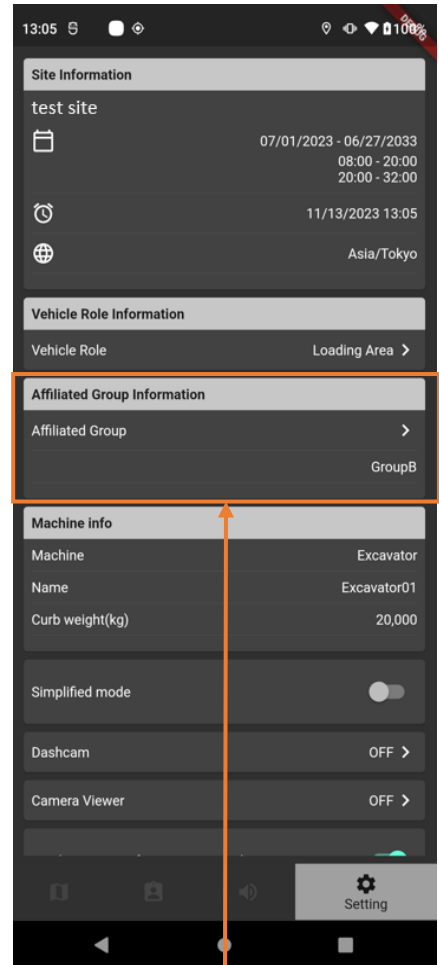 13:05
100%
DEBUG
Site Information
test site
07/01/2023 - 06/27/2033
08:00 - 20:00
20:00 - 32:00
11/13/2023 13:05
Asia/Tokyo
Vehicle Role Information
Vehicle Role Loading Area
Affiliated Group Information
Affiliated Group
GroupB
Machine info
Machine Excavator
Name Excavator01
Curb weight(kg) 20,000
Simplified mode
Dashcam OFF
Camera Viewer OFF
Setting